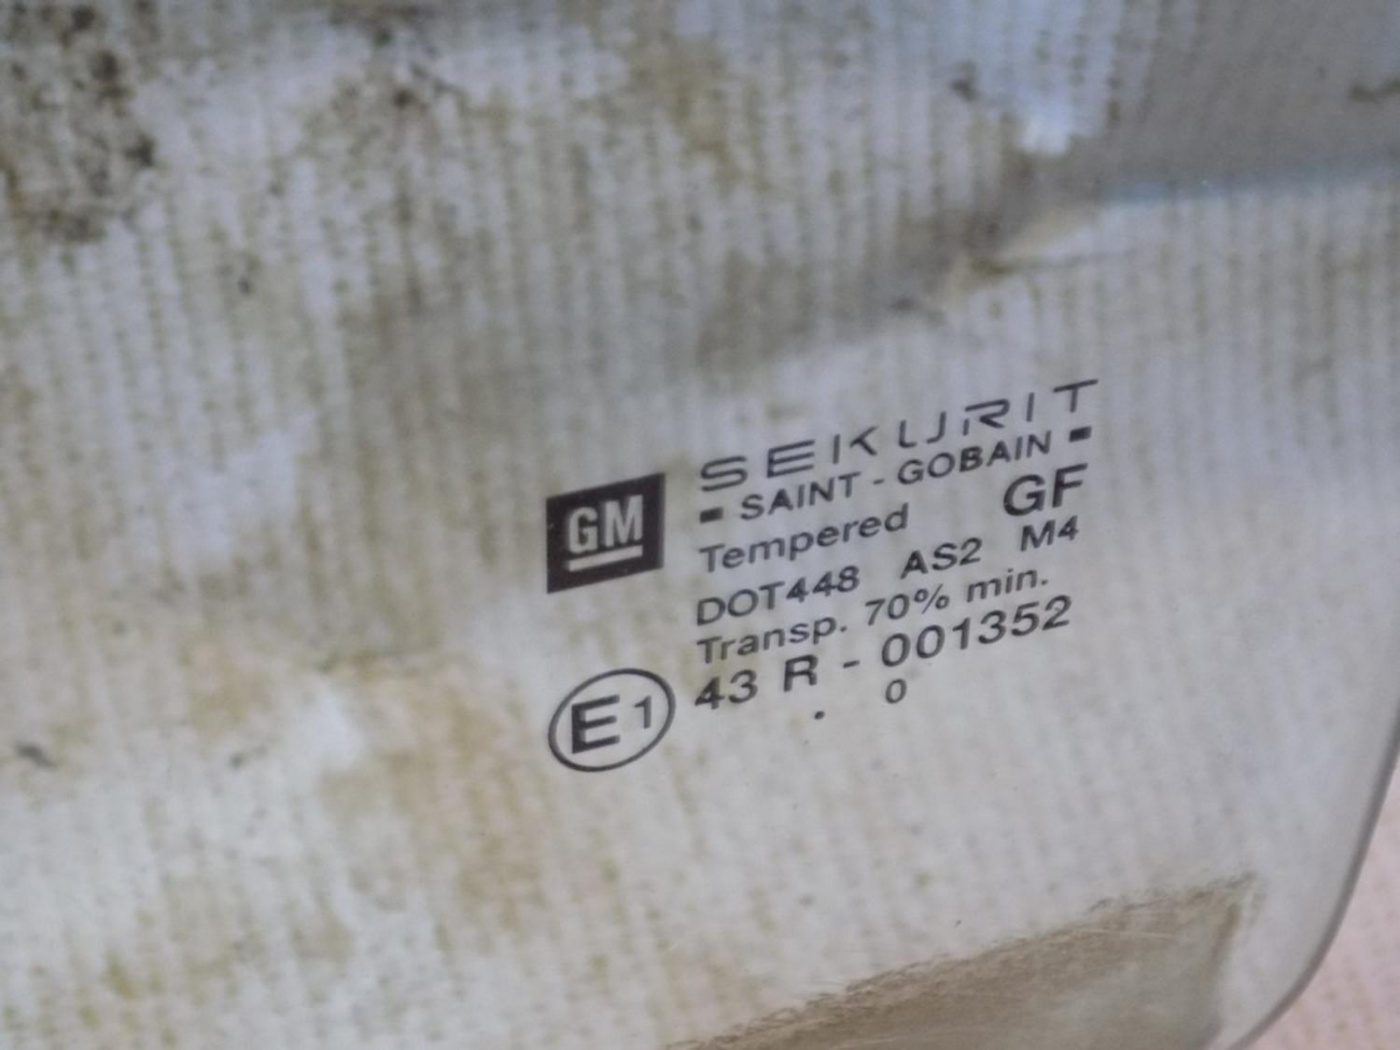 SEKURIT
- SAINT - GOBAIN -
GM
Tempered GF
DOT448 AS2 M4
Transp. 70% min.
E1 43 R - 001352
. 0